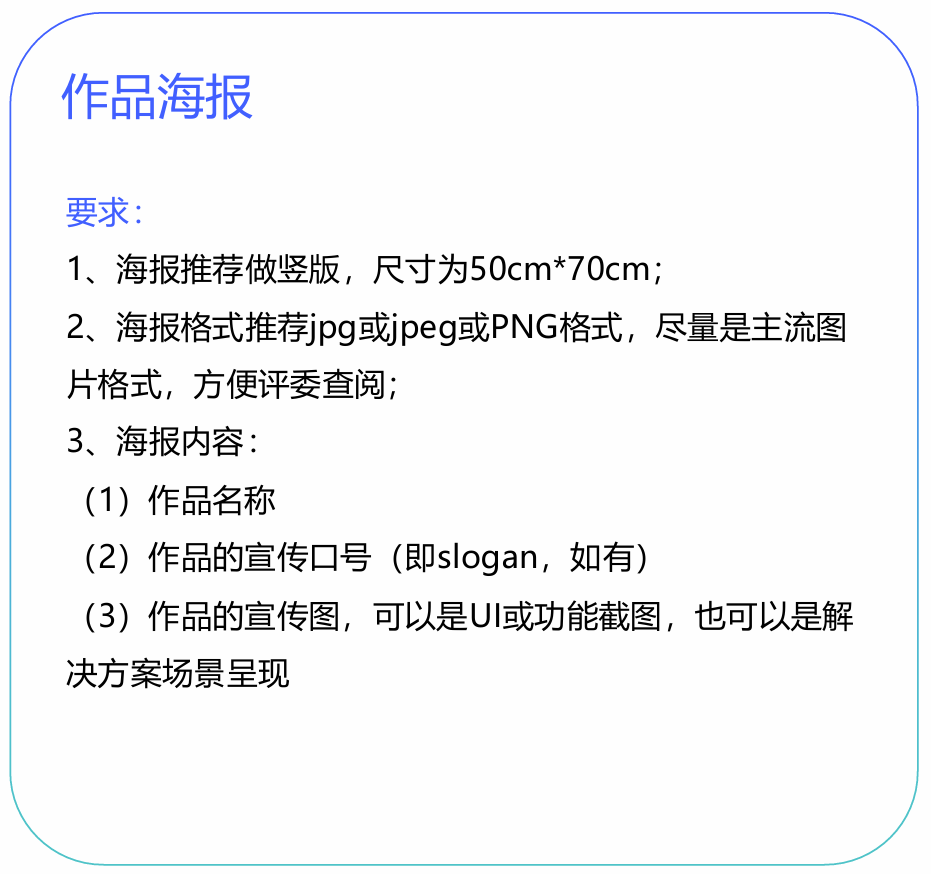 作品海报
要求：
1、海报推荐做竖版，尺寸为50cm*70cm；
2、海报格式推荐jpg或jpeg或PNG格式，尽量是主流图
片格式，方便评委查阅；
3、海报内容：
（1）作品名称
（2）作品的宣传口号（即slogan，如有）
（3）作品的宣传图，可以是UI或功能截图，也可以是解
决方案场景呈现